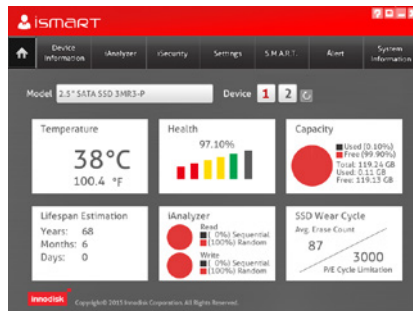 ismart
Device Information
iAnalyzer
iSecurity
Settings
S.M.A.R.T.
Alert
System Information
Model 2.5" SATA SSD 3MR3-P
Device 1 2
Temperature
38°C
100.4 °F
Health
97.10%
Capacity
Used (0.10%)
Free (99.90%)
Total: 119.24 GB
Used: 0.11 GB
Free: 119.13 GB
Lifespan Estimation
Years: 68
Months: 6
Days: 0
iAnalyzer
Read
( 0%) Sequential
(100%) Random
Write
( 0%) Sequential
(100%) Random
SSD Wear Cycle
Avg. Erase Count
87
3000
P/E Cycle Limitation
innodisk
Copyright© 2015 Innodisk Corporation. All Rights Reserved.